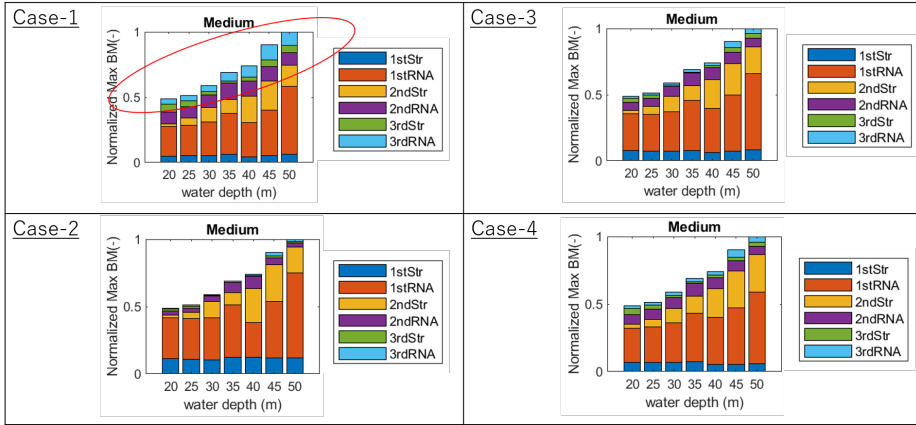 Case-1
Medium
Normalized Max BM(-)
1
0.5
0
20 25 30 35 40 45 50
water depth (m)
1stStr
1stRNA
2ndStr
2ndRNA
3rdStr
3rdRNA
Case-3
Medium
Normalized Max BM(-)
1
0.5
0
20 25 30 35 40 45 50
water depth (m)
1stStr
1stRNA
2ndStr
2ndRNA
3rdStr
3rdRNA
Case-2
Medium
Normalized Max BM(-)
1
0.5
0
20 25 30 35 40 45 50
water depth (m)
1stStr
1stRNA
2ndStr
2ndRNA
3rdStr
3rdRNA
Case-4
Medium
Normalized Max BM(-)
1
0.5
0
20 25 30 35 40 45 50
water depth (m)
1stStr
1stRNA
2ndStr
2ndRNA
3rdStr
3rdRNA